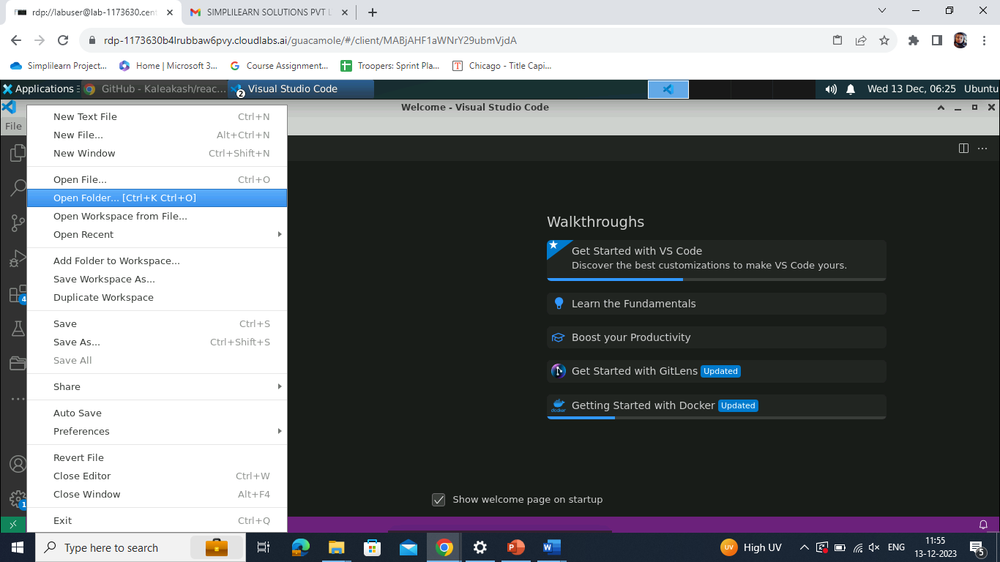 rdp://labuser@lab-1173630.cent
SIMPLILEARN SOLUTIONS PVT L
rdp-1173630b4lrubbaw6pvy.cloudlabs.ai/guacamole/#/client/MABjAHF1aWNrY29ubmVjdA
Simplilearn Project...
Home | Microsoft 3...
Course Assignment...
Troopers: Sprint Pla...
Chicago - Title Capi...
Applications
GitHub - Kaleakash/reac...
2
Visual Studio Code
Wed 13 Dec, 06:25
Ubuntu
Welcome - Visual Studio Code
File
New Text File Ctrl+N
New File... Alt+Ctrl+N
New Window Ctrl+Shift+N
Open File... Ctrl+O
Open Folder... [Ctrl+K Ctrl+O]
Open Workspace from File...
Open Recent
Add Folder to Workspace...
Save Workspace As...
Duplicate Workspace
Save Ctrl+S
Save As... Ctrl+Shift+S
Save All
Share
Auto Save
Preferences
Revert File
Close Editor Ctrl+W
Close Window Alt+F4
Exit Ctrl+Q
4
1
Walkthroughs
Get Started with VS Code
Discover the best customizations to make VS Code yours.
Learn the Fundamentals
Boost your Productivity
Get Started with GitLens Updated
docker
Getting Started with Docker Updated
Show welcome page on startup
Type here to search
P
W
UV
High UV
ENG
11:55
13-12-2023
5